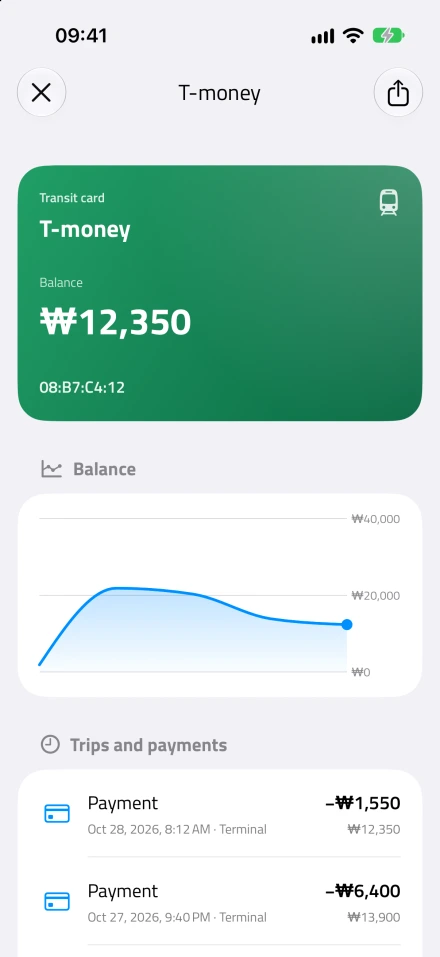 09:41
T-money
Transit card
T-money
Balance
₩12,350
08:B7:C4:12
Balance
₩40,000
₩20,000
₩0
Trips and payments
Payment
−₩1,550
Oct 28, 2026, 8:12 AM · Terminal
₩12,350
Payment
−₩6,400
Oct 27, 2026, 9:40 PM · Terminal
₩13,900